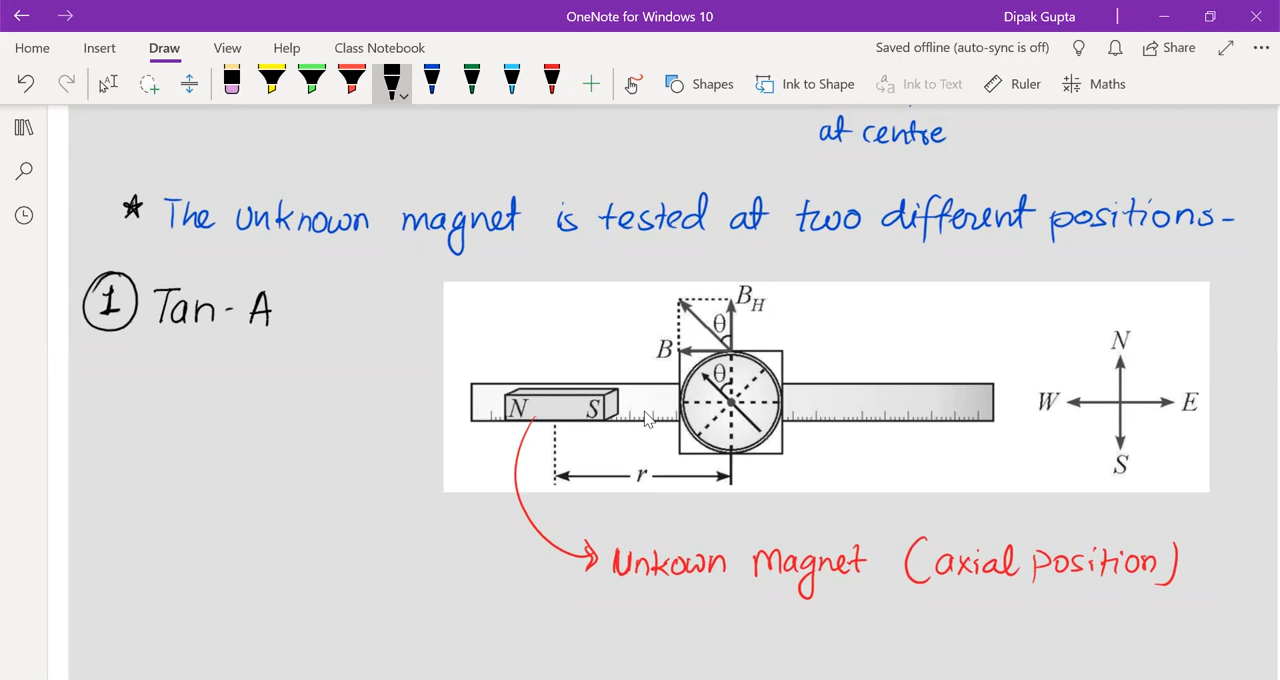 OneNote for Windows 10
Dipak Gupta
Home Insert Draw View Help Class Notebook
Saved offline (auto-sync is off)
Share
Shapes Ink to Shape Ink to Text Ruler Maths
at centre
* The unknown magnet is tested at two different positions-
1 Tan - A
B_H
θ
B
θ
N S
r
N
W E
S
Unkown Magnet (axial position)